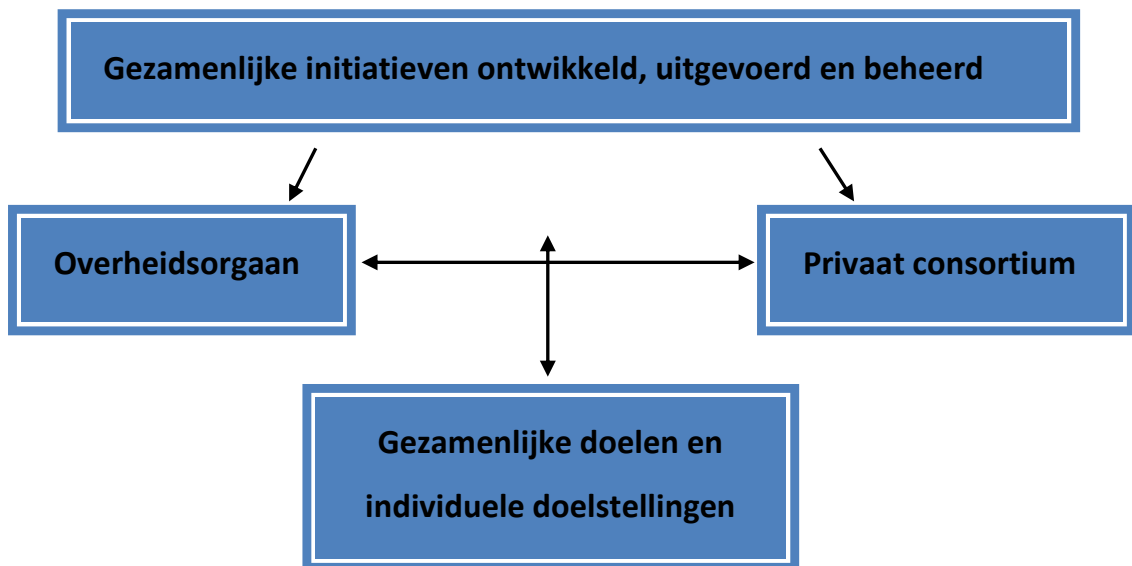 Gezamenlijke initiatieven ontwikkeld, uitgevoerd en beheerd
Overheidsorgaan
Privaat consortium
Gezamenlijke doelen en
individuele doelstellingen